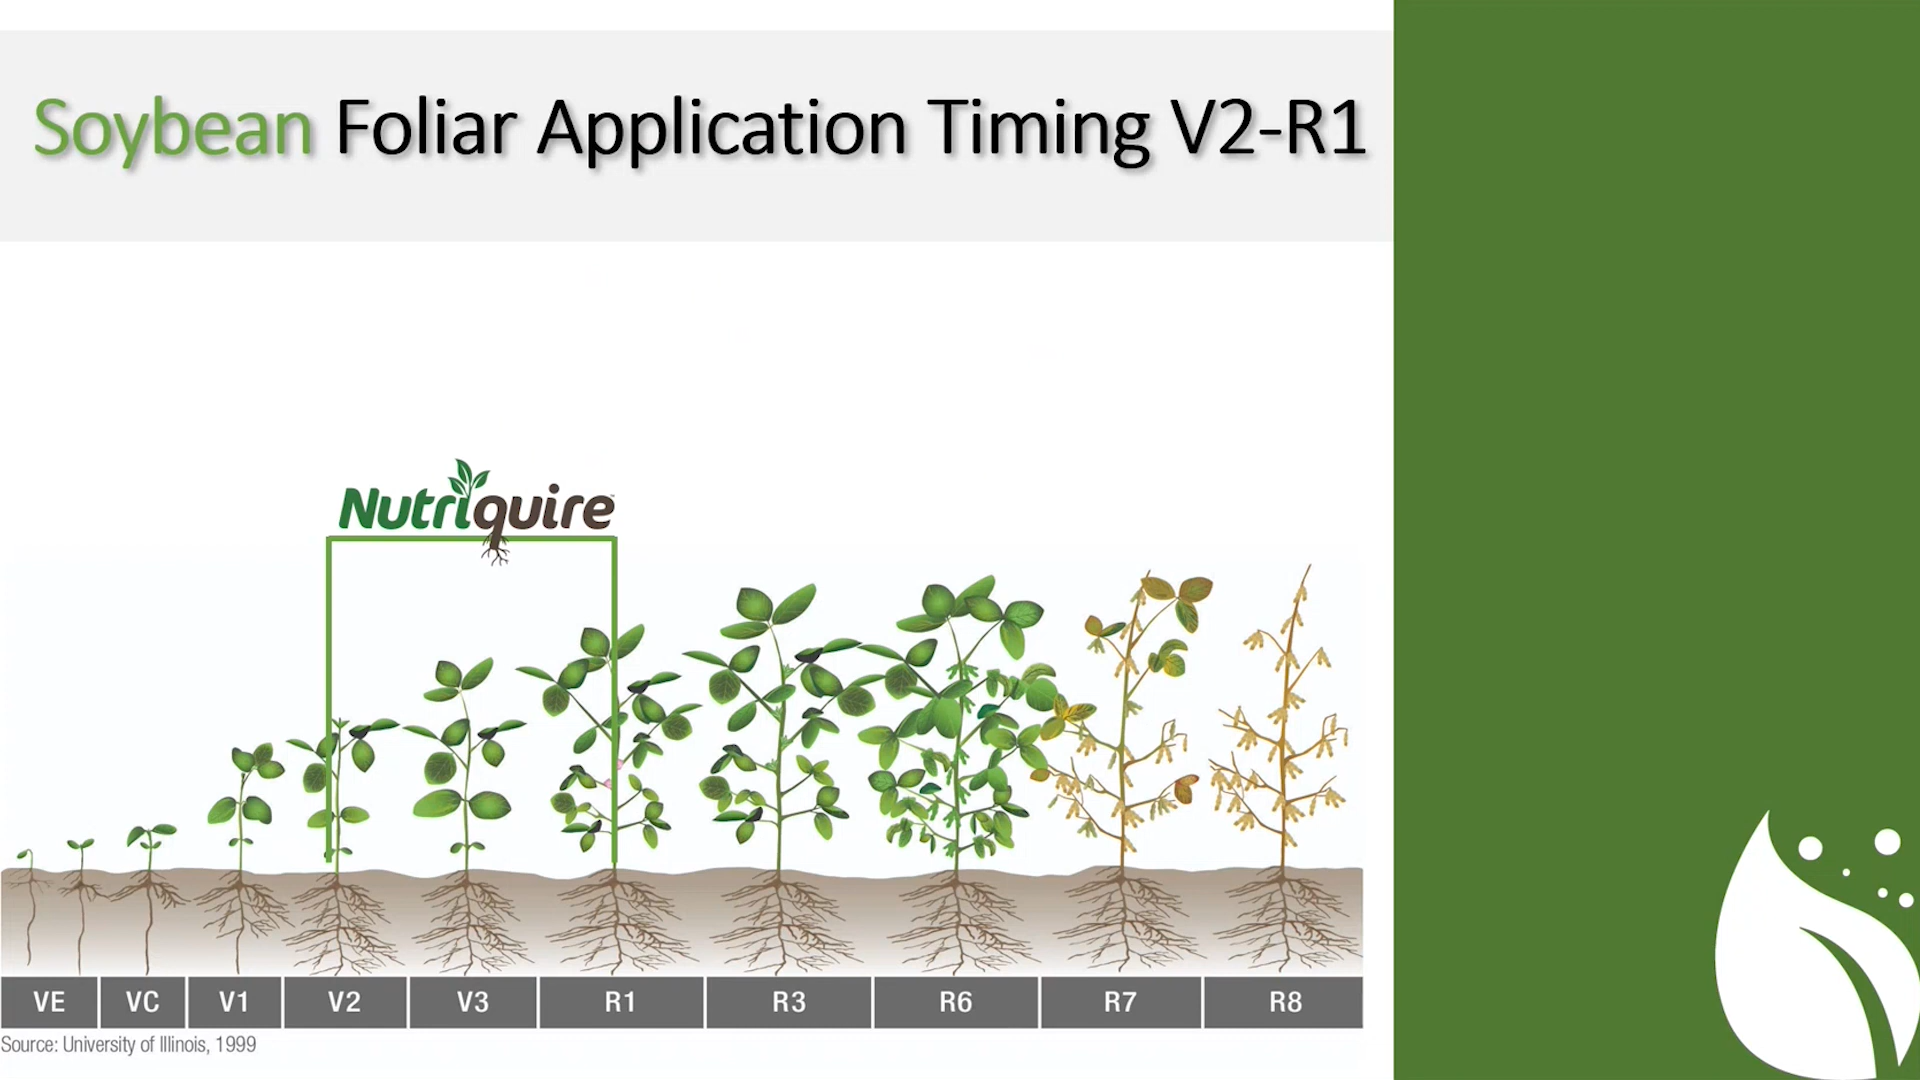 Soybean Foliar Application Timing V2-R1
Nutriquire
VE VC V1 V2 V3 R1 R3 R6 R7 R8
Source: University of Illinois, 1999